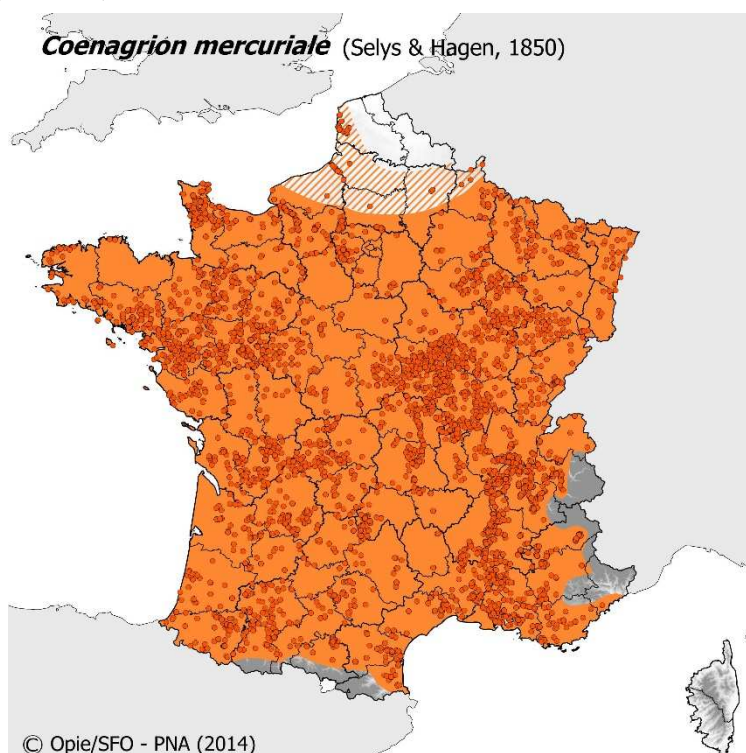 Coenagrion mercuriale (Selys & Hagen, 1850)
© Opie/SFO - PNA (2014)